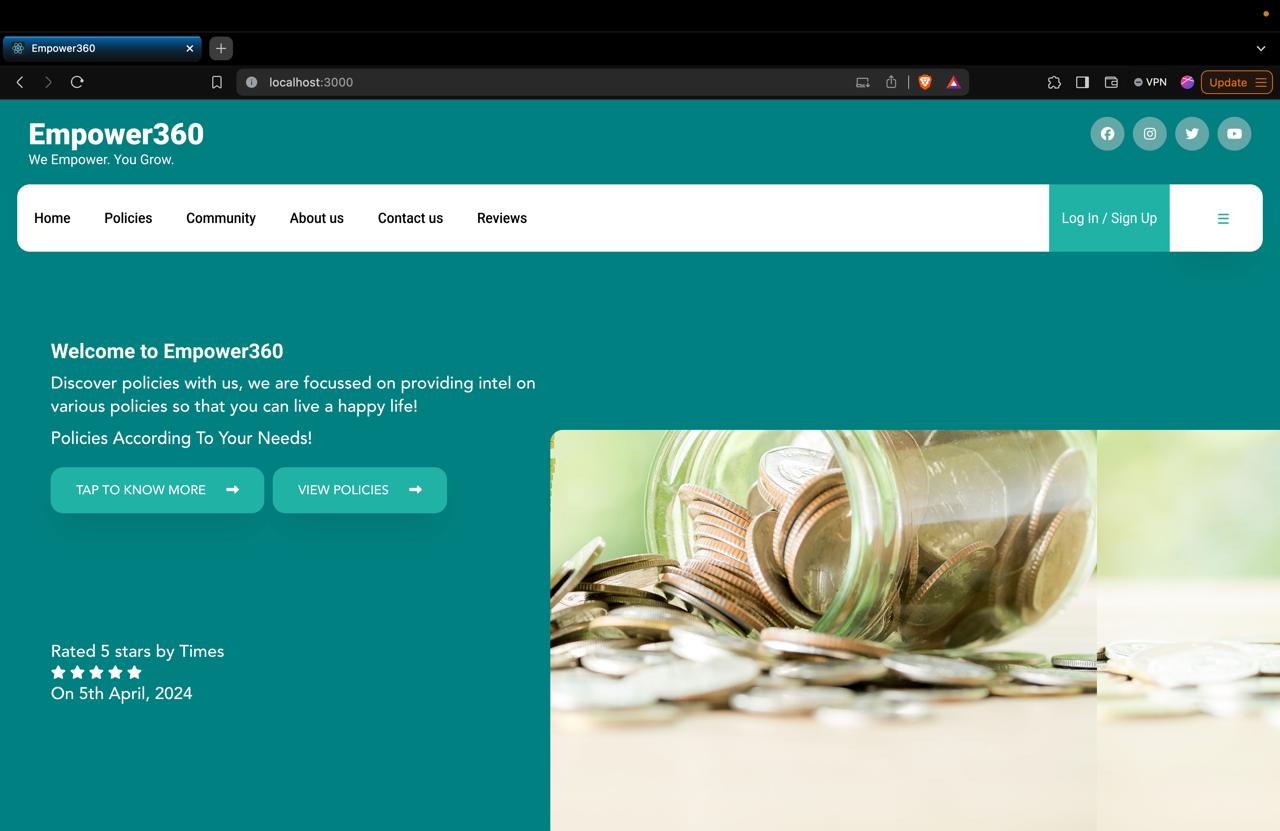 Empower360
localhost:3000
VPN
Update
Empower360
We Empower. You Grow.
Home
Policies
Community
About us
Contact us
Reviews
Log In / Sign Up
Welcome to Empower360
Discover policies with us, we are focussed on providing intel on
various policies so that you can live a happy life!
Policies According To Your Needs!
TAP TO KNOW MORE
VIEW POLICIES
Rated 5 stars by Times
On 5th April, 2024